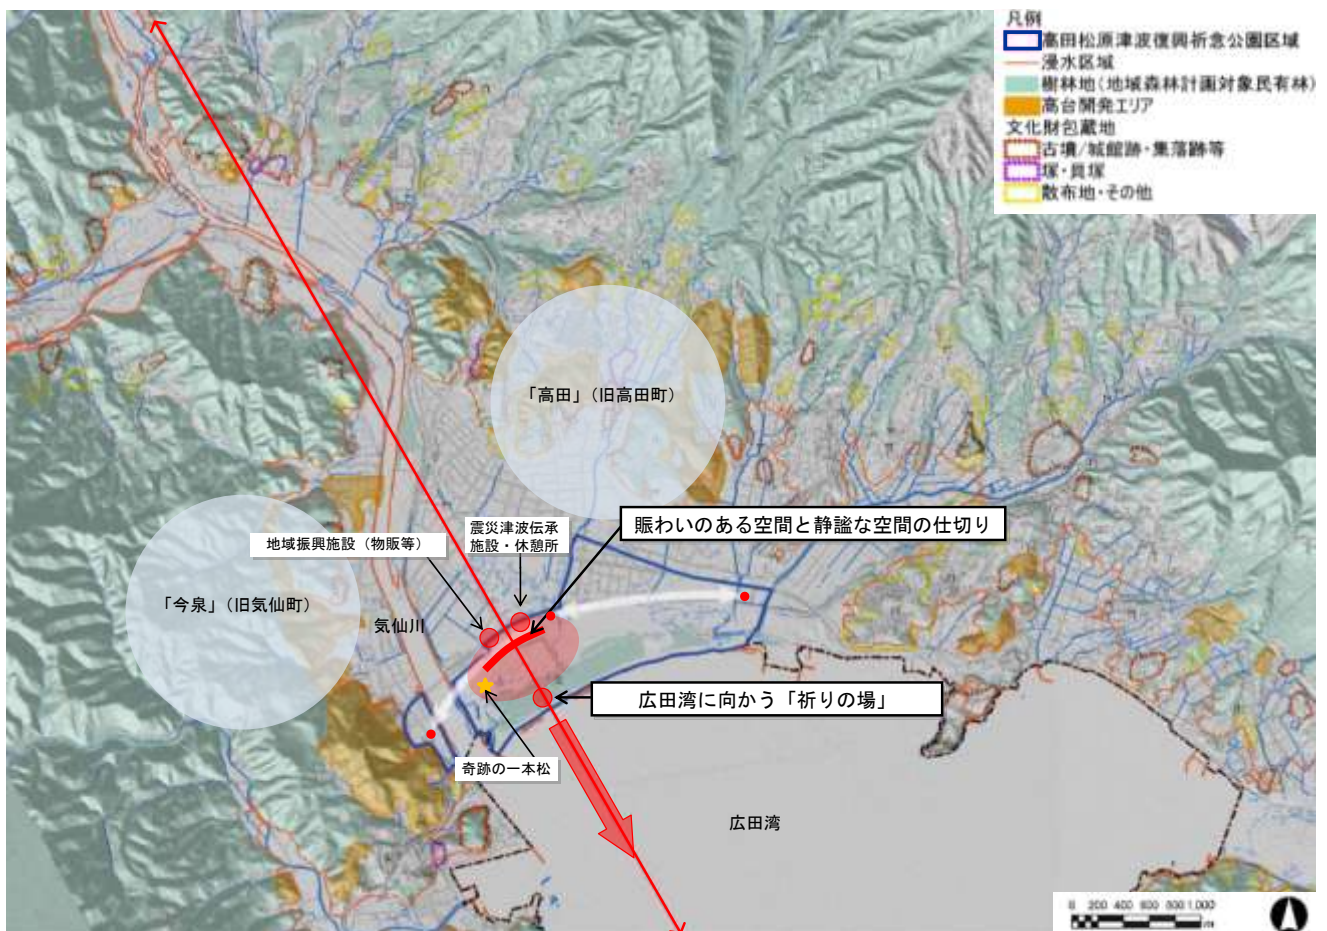 凡例
高田松原津波復興祈念公園区域
浸水区域
樹林地(地域森林計画対象民有林)
高台開発エリア
文化財包蔵地
古墳/城館跡・集落跡等
塚・貝塚
散布地・その他
「高田」(旧高田町)
賑わいのある空間と静謐な空間の仕切り
震災津波伝承
施設・休憩所
地域振興施設（物販等）
「今泉」(旧気仙町)
気仙川
広田湾に向かう「祈りの場」
奇跡の一本松
広田湾
0 200 400 600 800 1,000
m